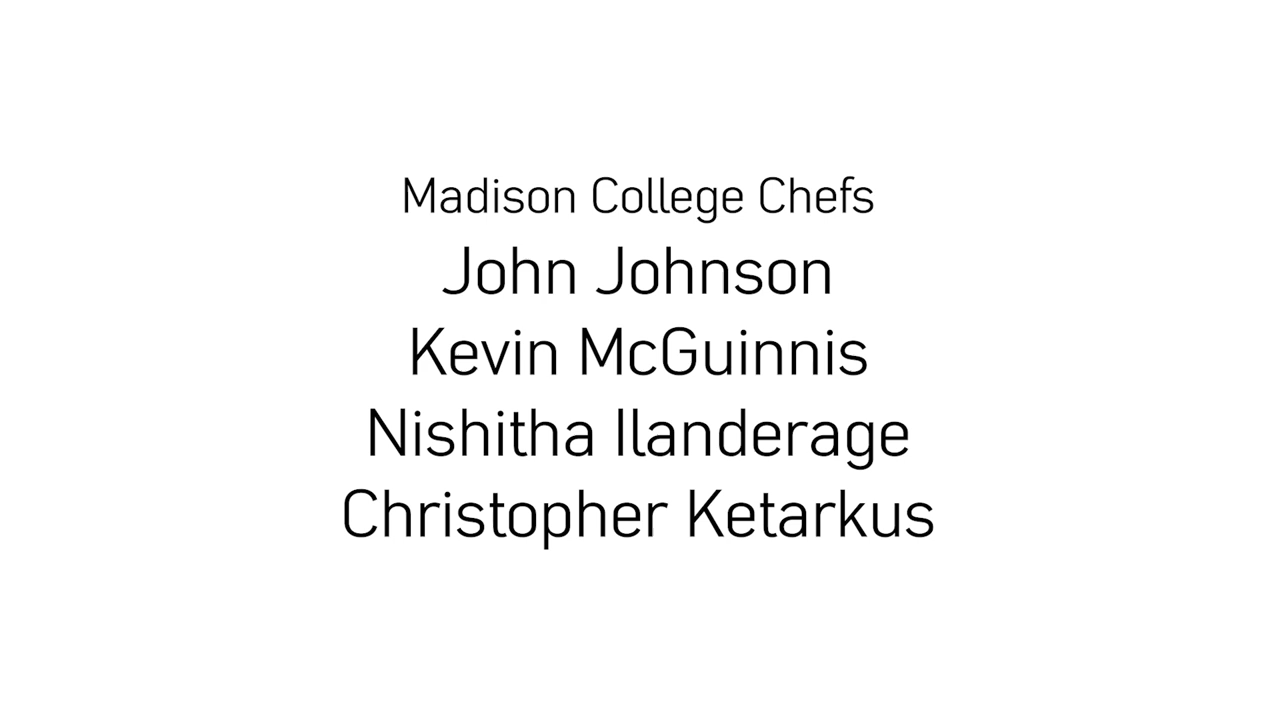 Madison College Chefs
John Johnson
Kevin McGuinnis
Nishitha Ilanderage
Christopher Ketarkus